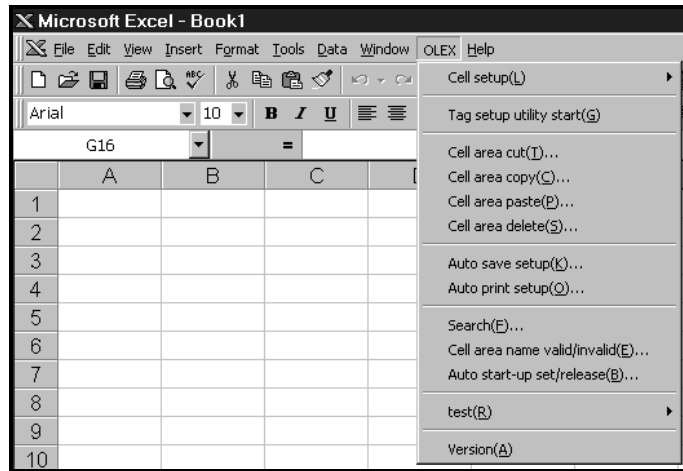 Microsoft Excel - Book1
File Edit View Insert Format Tools Data Window OLEX Help
Arial 10 B I U
G16 =
A B C
1
2
3
4
5
6
7
8
9
10
Cell setup(L)
Tag setup utility start(G)
Cell area cut(T)...
Cell area copy(C)...
Cell area paste(P)...
Cell area delete(S)...
Auto save setup(K)...
Auto print setup(O)...
Search(F)...
Cell area name valid/invalid(E)...
Auto start-up set/release(B)...
test(R)
Version(A)